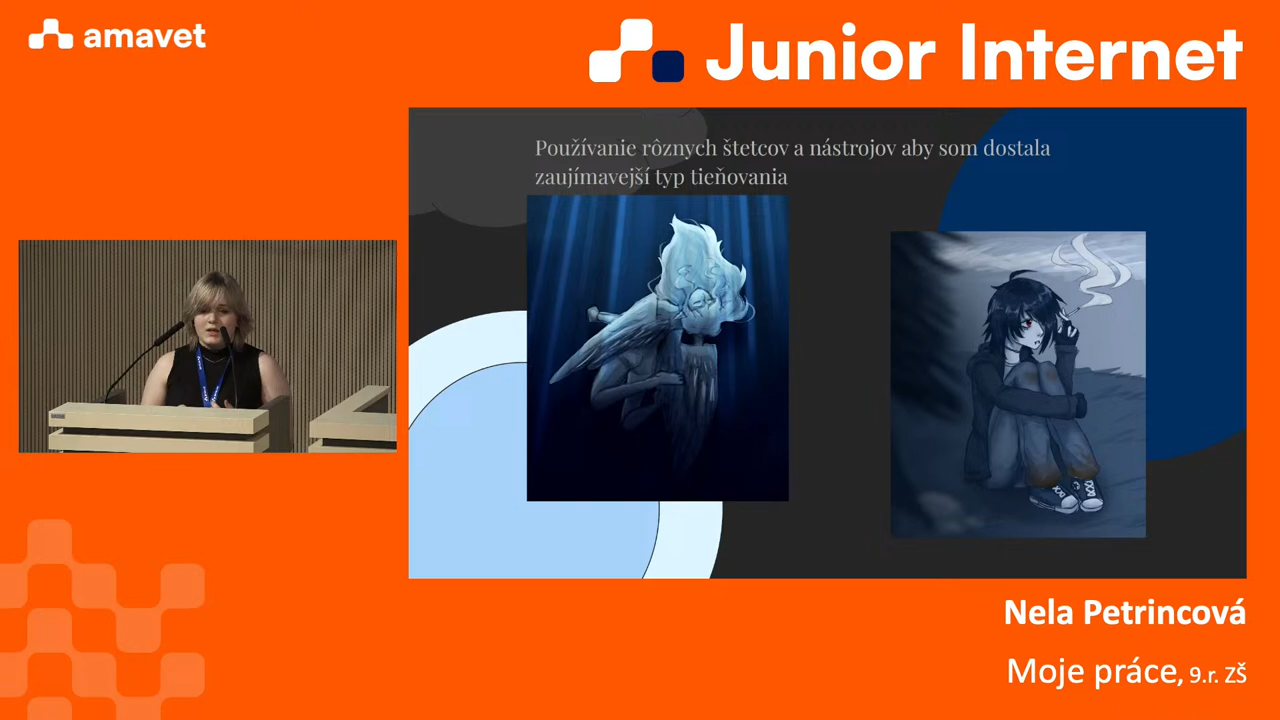 amavet
Junior Internet
Používanie rôznych štetcov a nástrojov aby som dostala
zaujímavejší typ tieňovania
Nela Petrincová
Moje práce, 9.r. ZŠ